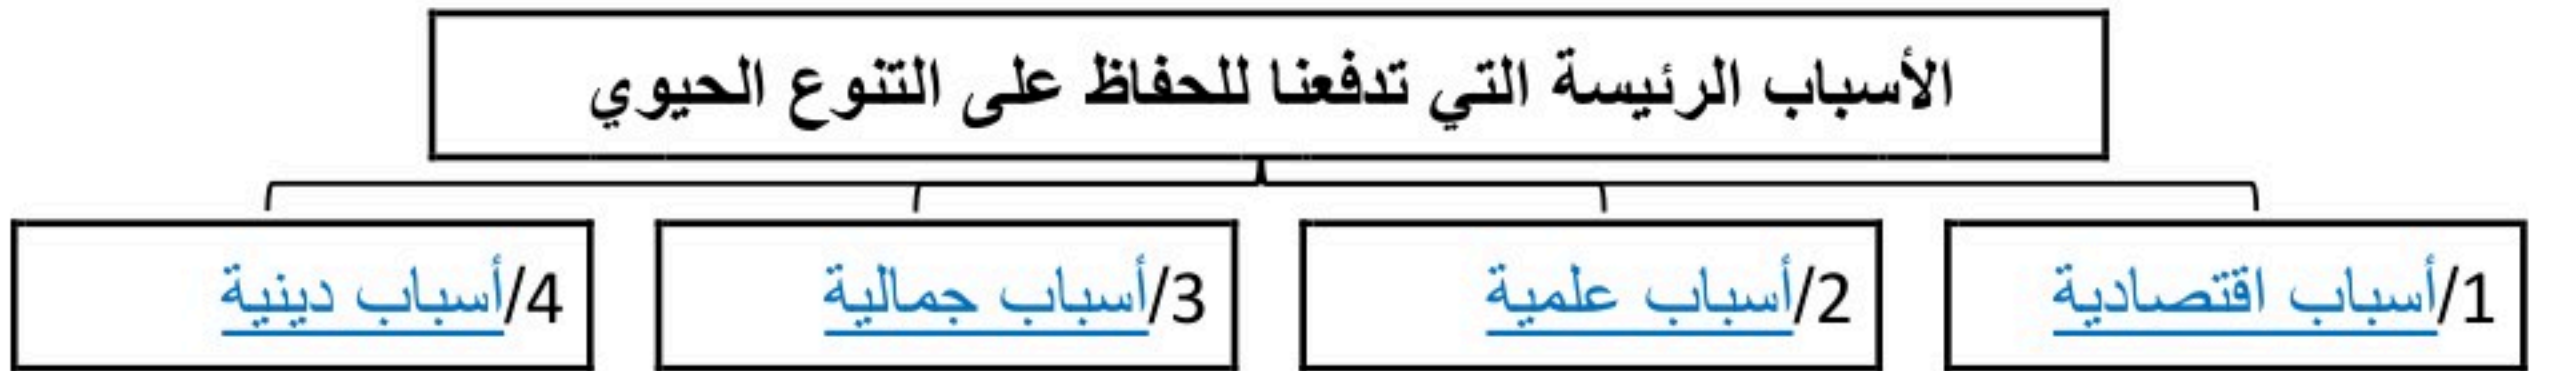 الأسباب الرئيسة التي تدفعنا للحفاظ على التنوع الحيوي
1/أسباب اقتصادية
2/أسباب علمية
3/أسباب جمالية
4/أسباب دينية